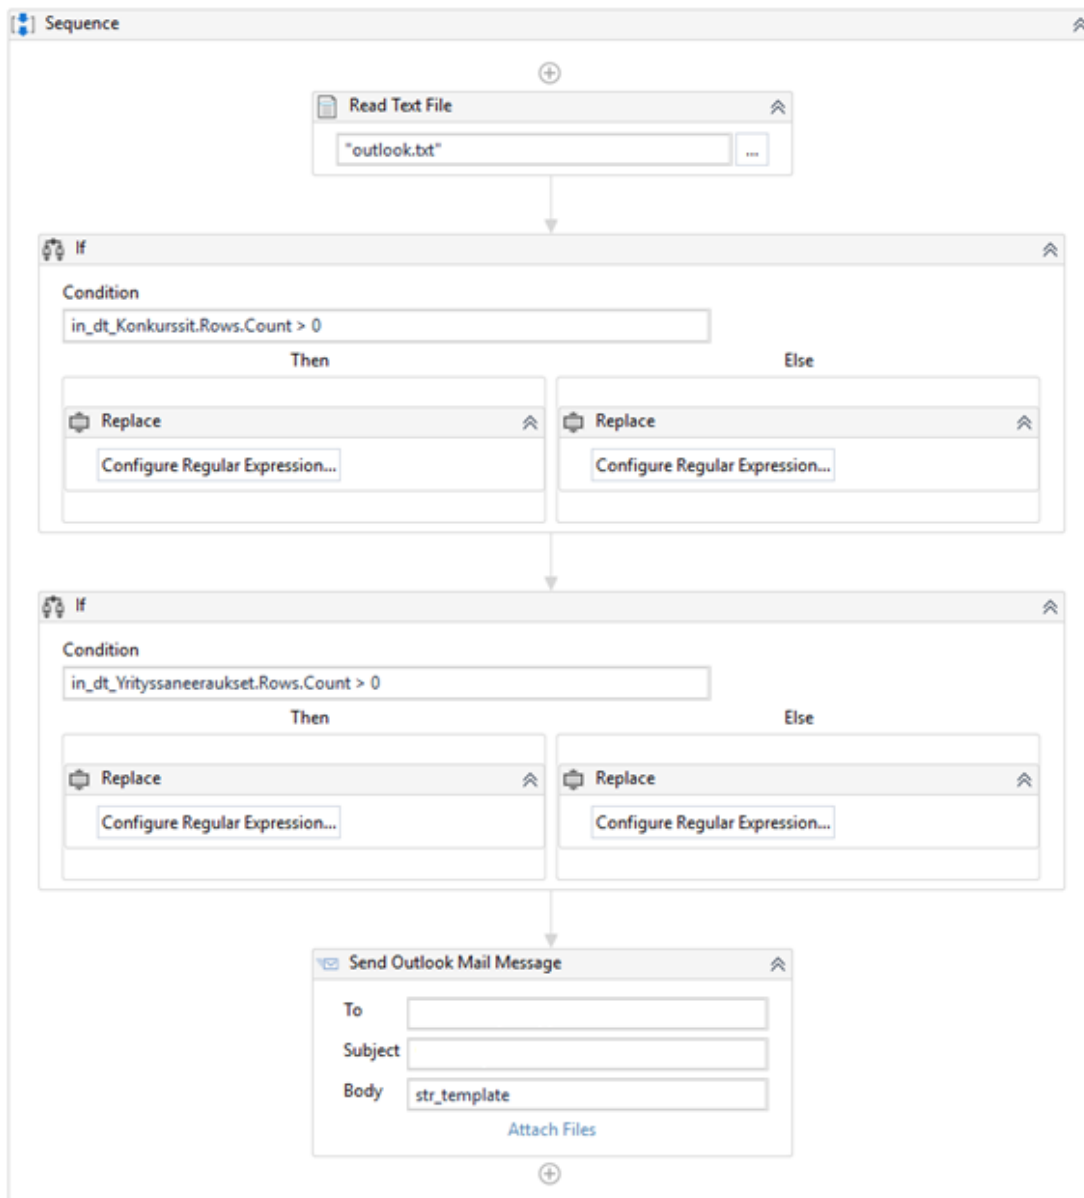 Sequence
Read Text File
"outlook.txt"
...
If
Condition
in_dt_Konkurssit.Rows.Count > 0
Then Else
Replace Replace
Configure Regular Expression... Configure Regular Expression...
If
Condition
in_dt_Yrityssaneeraukset.Rows.Count > 0
Then Else
Replace Replace
Configure Regular Expression... Configure Regular Expression...
Send Outlook Mail Message
To
Subject
Body str_template
Attach Files